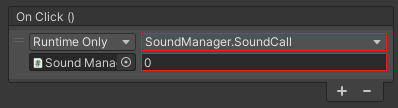 On Click ()
Runtime Only SoundManager.SoundCall
Sound Mana 0
+ −